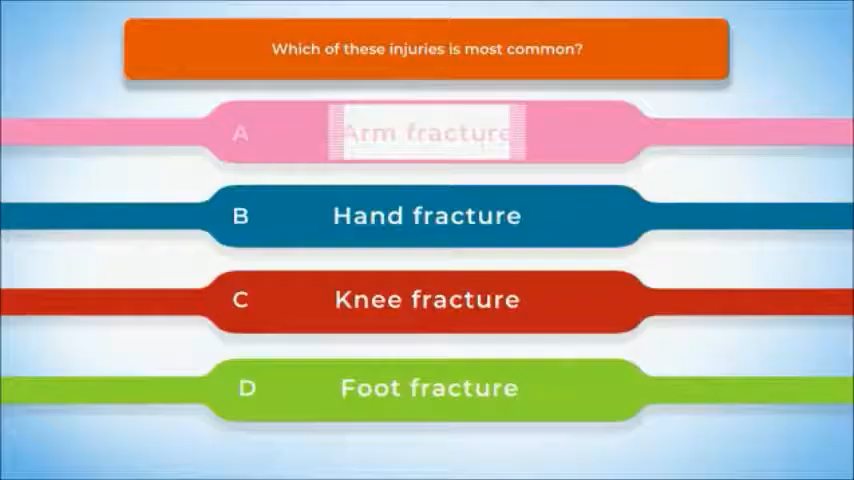 Which of these injuries is most common?
A Arm fracture
B Hand fracture
C Knee fracture
D Foot fracture